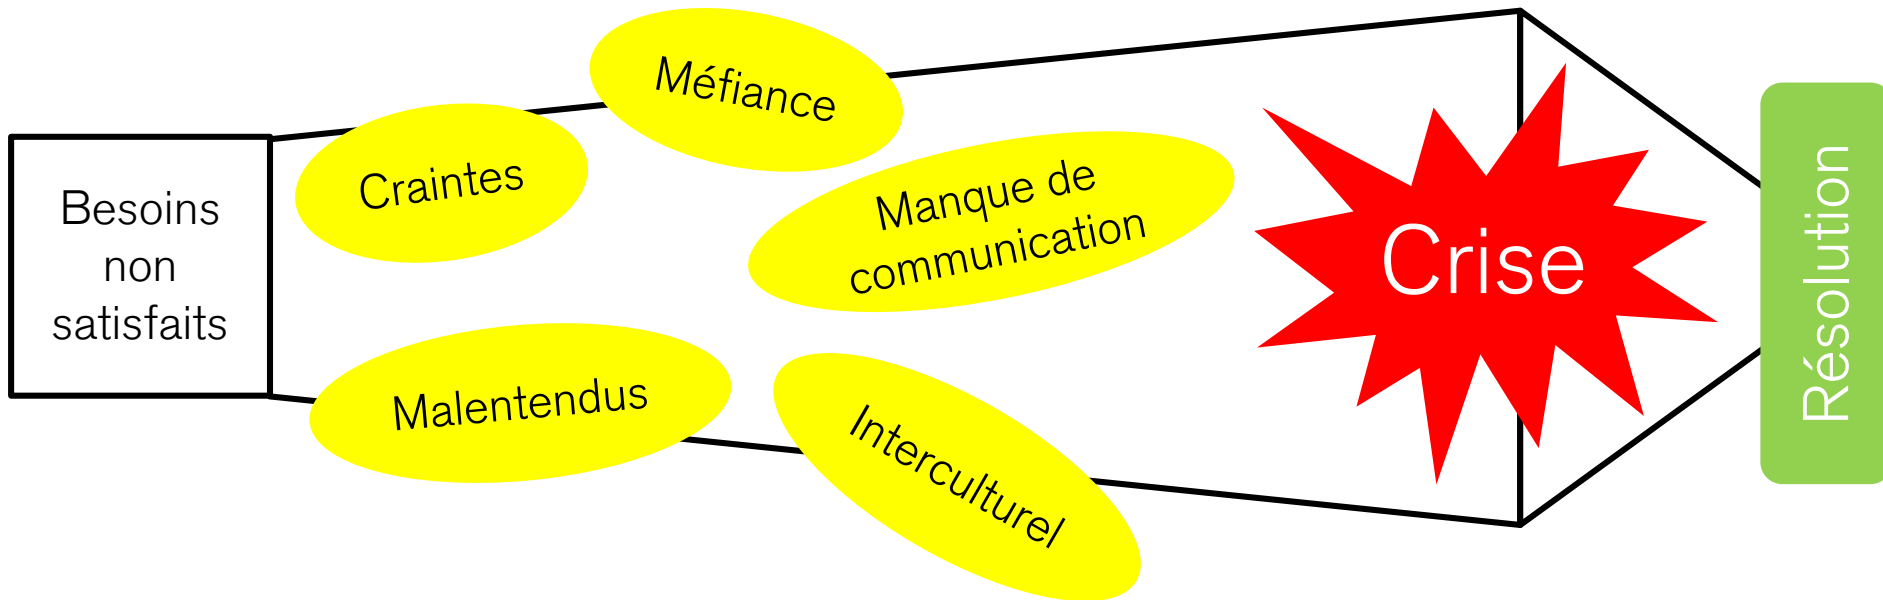 Besoins
non
satisfaits
Craintes
Méfiance
Manque de
communication
Malentendus
Interculturel
Crise
Résolution